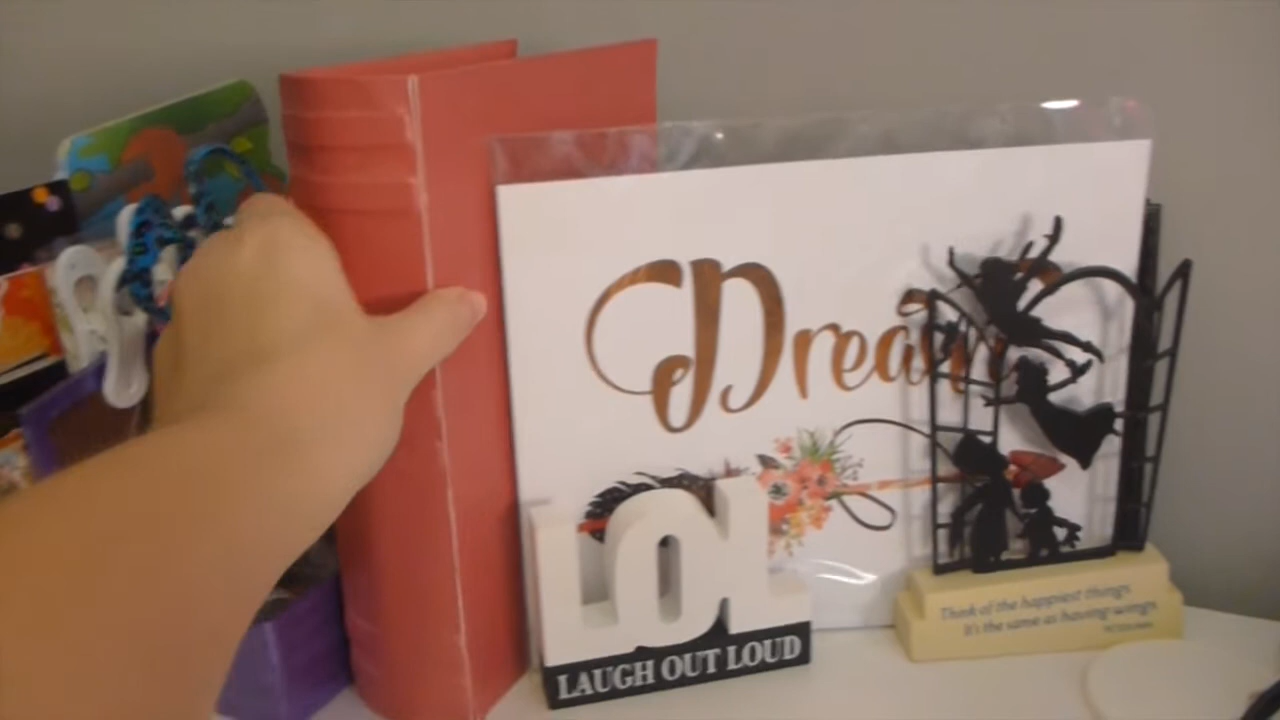 Dream
LOL
LAUGH OUT LOUD
Think of the happiest things
It's the same as having wings